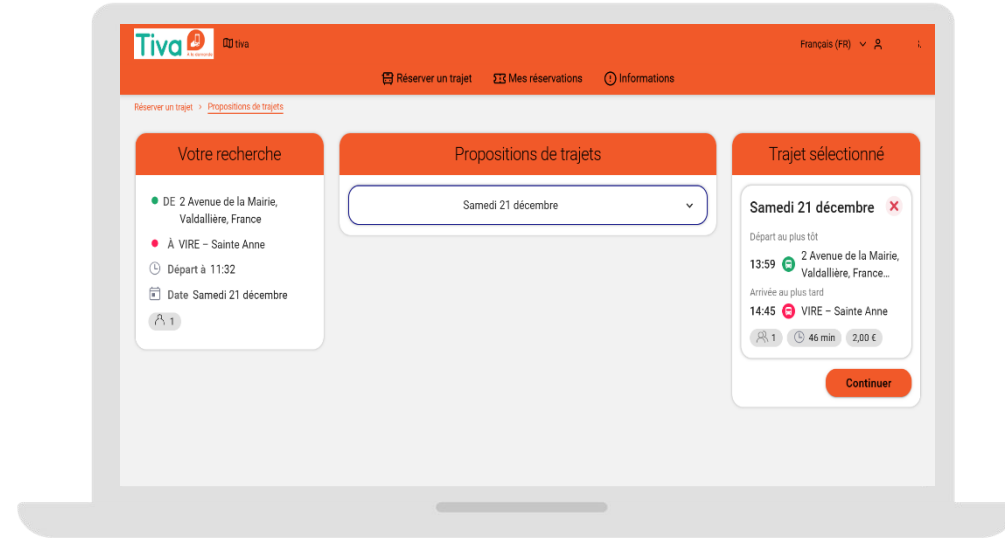 Tiva
à la demande
tiva
Français (FR)
Réserver un trajet
Mes réservations
Informations
Réserver un trajet > Propositions de trajets
Votre recherche
DE 2 Avenue de la Mairie,
Valdallière, France
À VIRE – Sainte Anne
Départ à 11:32
Date Samedi 21 décembre
1
Propositions de trajets
Samedi 21 décembre
Trajet sélectionné
Samedi 21 décembre
Départ au plus tôt
13:59 2 Avenue de la Mairie,
Valdallière, France...
Arrivée au plus tard
14:45 VIRE – Sainte Anne
1 46 min 2,00 €
Continuer